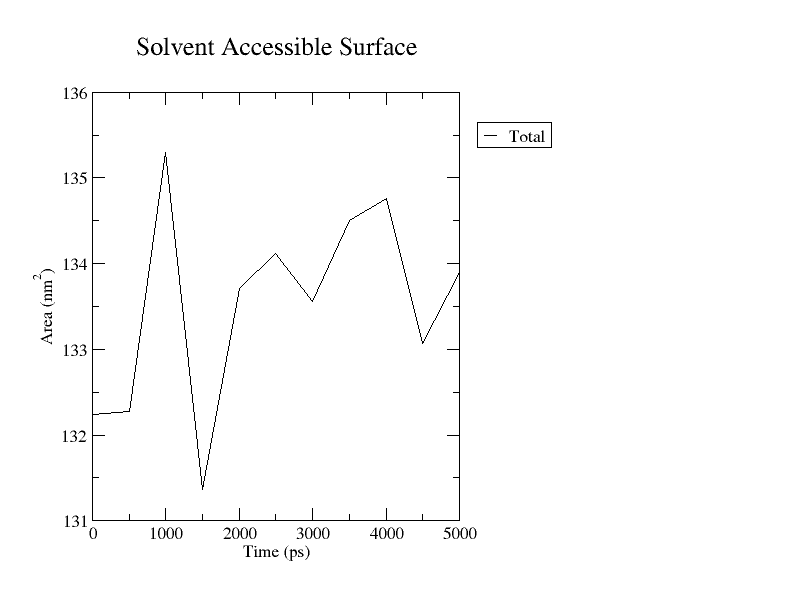 Solvent Accessible Surface
136
135
134
133
132
131
Area (nm²)
0 1000 2000 3000 4000 5000
Time (ps)
Total